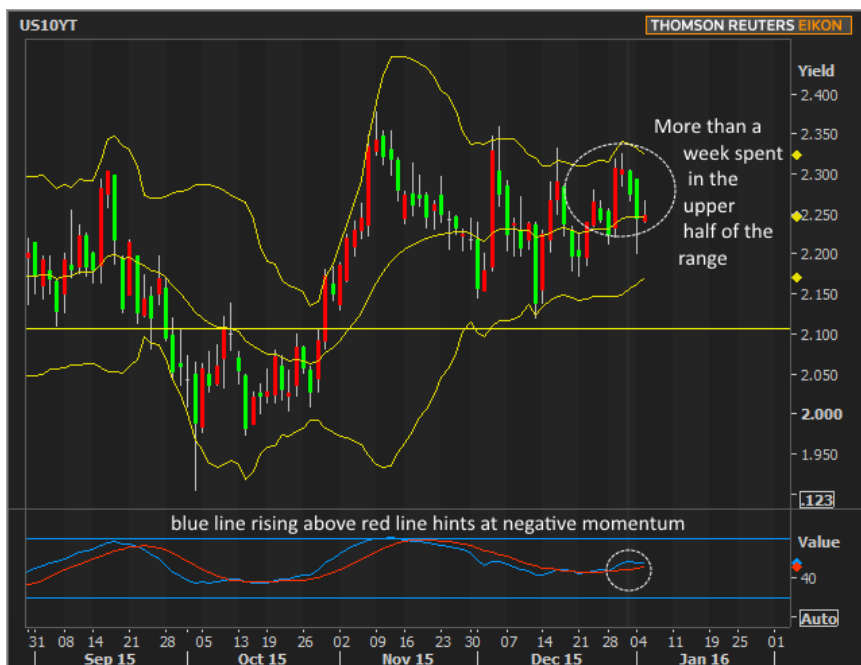 US10YT
THOMSON REUTERS EIKON
Yield
2.400
2.350
2.300
2.250
2.200
2.150
2.100
2.050
2.000
1.950
.123
More than a
week spent
in the
upper
half of the
range
blue line rising above red line hints at negative momentum
Value
40
Auto
31 08 14 21 28 05 13 19 26 02 09 16 23 30 07 14 21 28 04 11 19 25 01
Sep 15 Oct 15 Nov 15 Dec 15 Jan 16